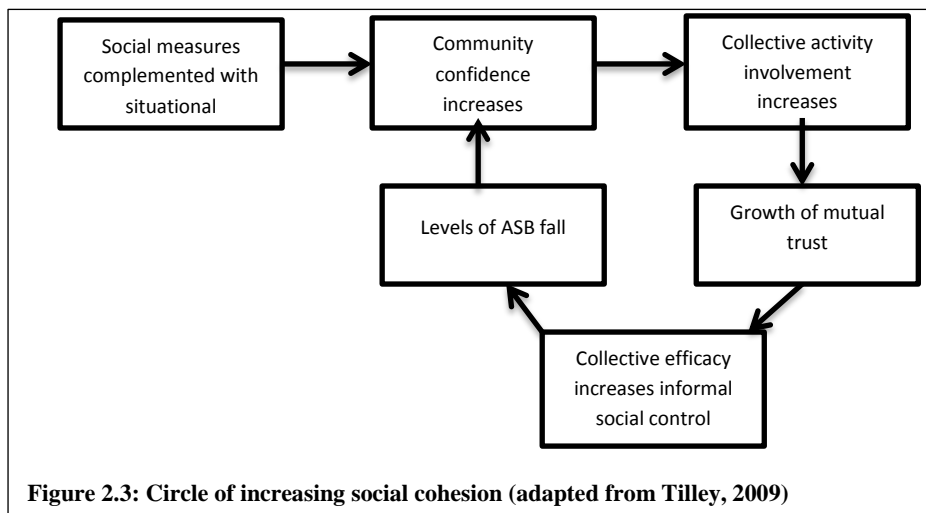 Social measures
complemented with
situational
Community
confidence
increases
Collective activity
involvement
increases
Levels of ASB fall
Growth of mutual
trust
Collective efficacy
increases informal
social control
Figure 2.3: Circle of increasing social cohesion (adapted from Tilley, 2009)